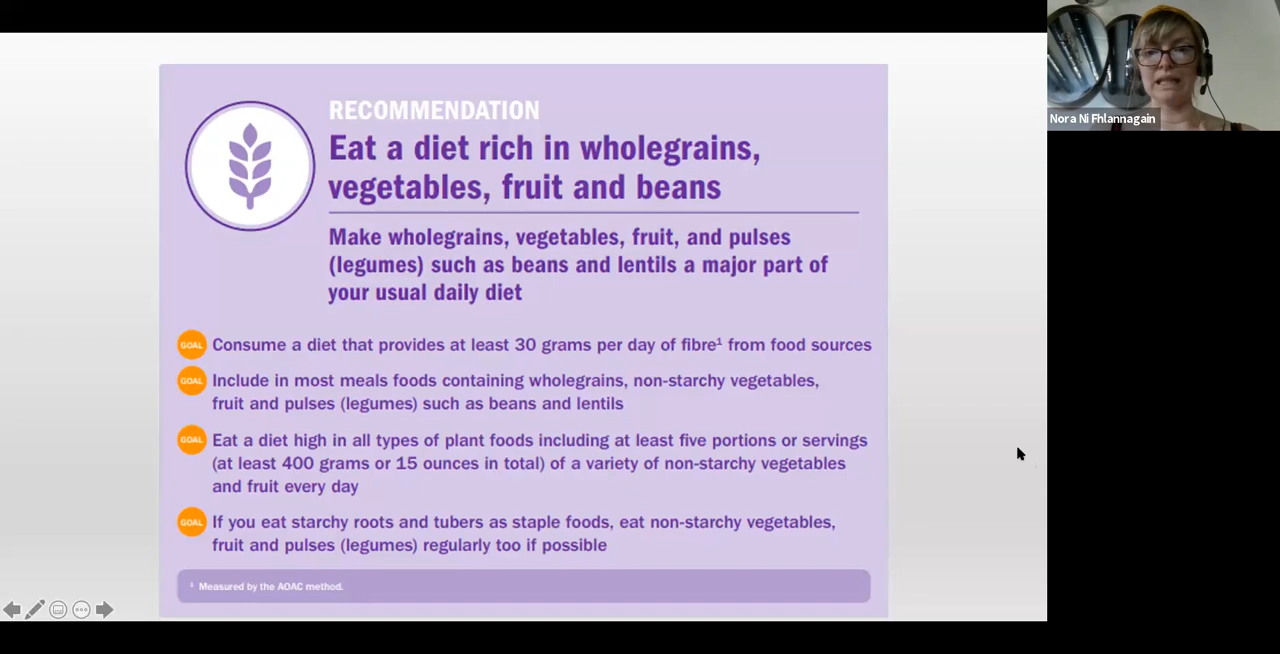 RECOMMENDATION
Eat a diet rich in wholegrains,
vegetables, fruit and beans
Make wholegrains, vegetables, fruit, and pulses
(legumes) such as beans and lentils a major part of
your usual daily diet
GOAL Consume a diet that provides at least 30 grams per day of fibre¹ from food sources
GOAL Include in most meals foods containing wholegrains, non-starchy vegetables,
fruit and pulses (legumes) such as beans and lentils
GOAL Eat a diet high in all types of plant foods including at least five portions or servings
(at least 400 grams or 15 ounces in total) of a variety of non-starchy vegetables
and fruit every day
GOAL If you eat starchy roots and tubers as staple foods, eat non-starchy vegetables,
fruit and pulses (legumes) regularly too if possible
¹ Measured by the AOAC method.
Nora Ni Fhlannagain